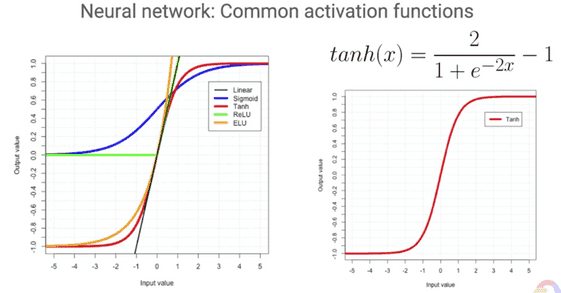 Neural network: Common activation functions
tanh(x) = 2 / (1 + e^{-2x}) − 1
Output value
1.0
0.8
0.6
0.4
0.2
0.0
-0.2
-0.4
-0.6
-0.8
-1.0
Linear
Sigmoid
Tanh
ReLU
ELU
-5 -4 -3 -2 -1 0 1 2 3 4 5
Input value
Output value
1.0
0.8
0.6
0.4
0.2
0.0
-0.2
-0.4
-0.6
-0.8
-1.0
Tanh
-5 -4 -3 -2 -1 0 1 2 3 4 5
Input value